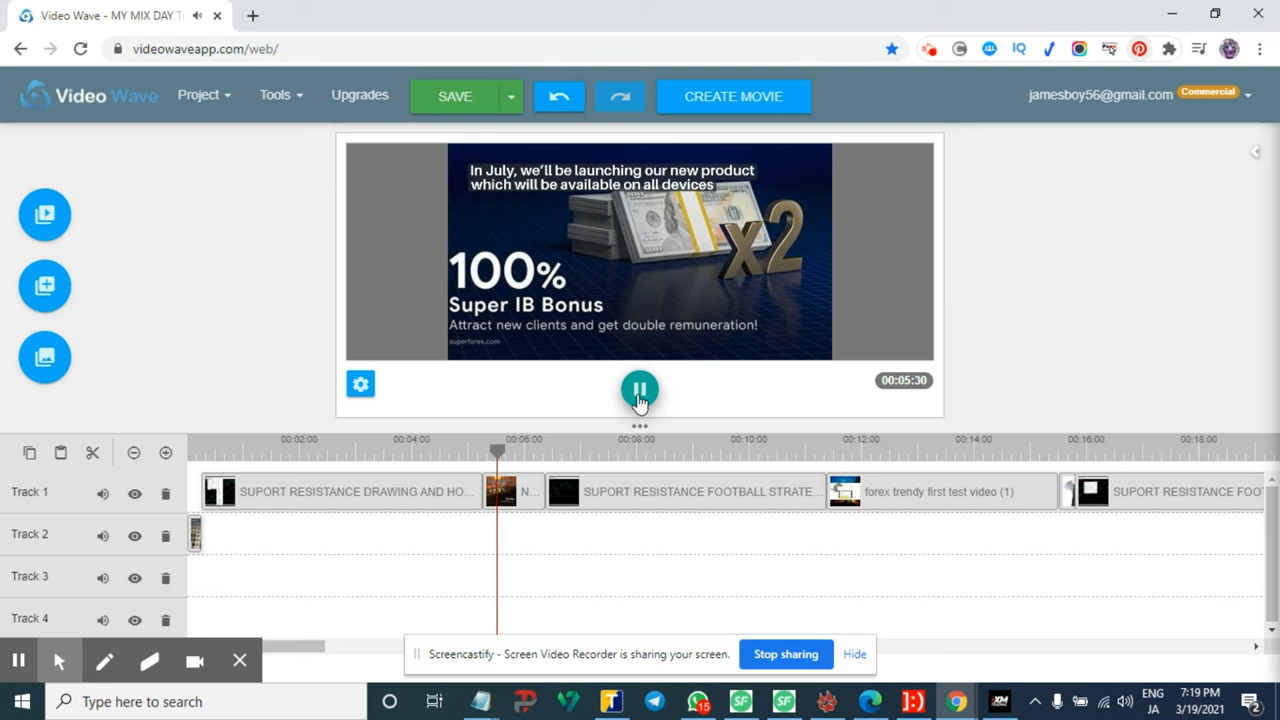 Video Wave - MY MIX DAY T
videowaveapp.com/web/
Video Wave
Project
Tools
Upgrades
SAVE
CREATE MOVIE
jamesboy56@gmail.com
Commercial
In July, we'll be launching our new product
which will be available on all devices
x2
100%
Super IB Bonus
Attract new clients and get double remuneration!
superforex.com
00:05:30
00:02:00
00:04:00
00:06:00
00:08:00
00:10:00
00:12:00
00:14:00
00:16:00
00:18:00
Track 1
SUPORT RESISTANCE DRAWING AND HO...
N...
SUPORT RESISTANCE FOOTBALL STRATE...
forex trendy first test video (1)
SUPORT RESISTANCE FOO
Track 2
Track 3
Track 4
Screencastify - Screen Video Recorder is sharing your screen.
Stop sharing
Hide
Type here to search
15
ENG
JA
7:19 PM
3/19/2021
2